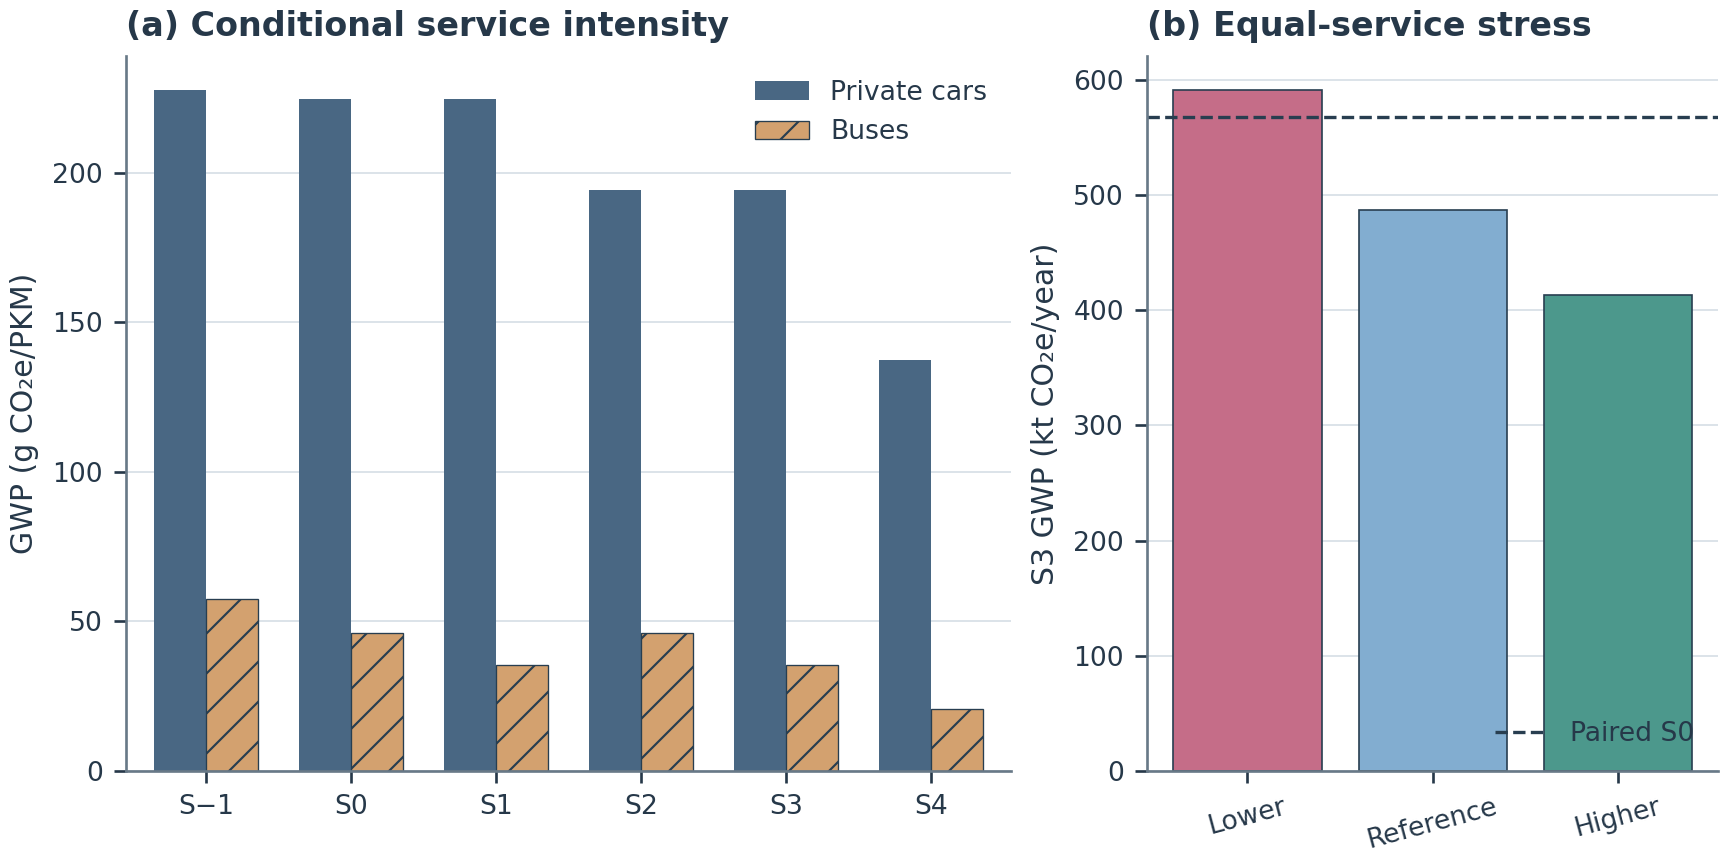 (a) Conditional service intensity
GWP (g CO₂e/PKM)
200
150
100
50
0
S−1
S0
S1
S2
S3
S4
Private cars
Buses
(b) Equal-service stress
S3 GWP (kt CO₂e/year)
600
500
400
300
200
100
0
Lower
Reference
Higher
Paired S0